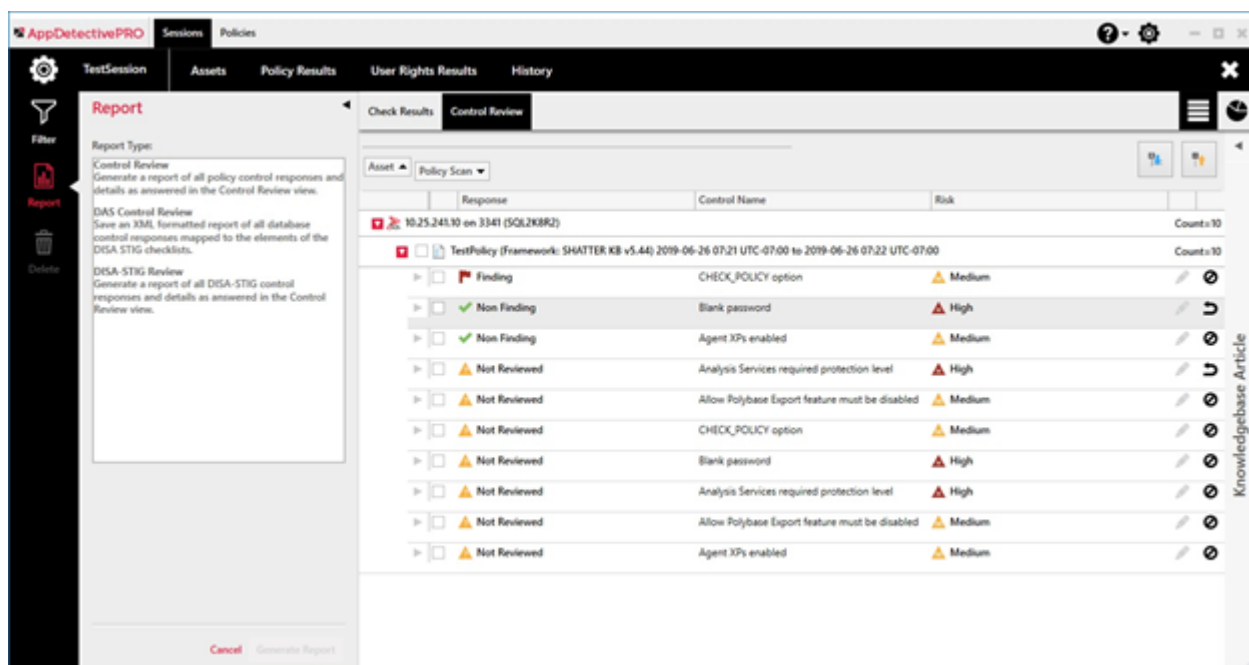 AppDetectivePRO Sessions Policies
TestSession Assets Policy Results User Rights Results History
Filter
Report
Delete
Report
Report Type:
Control Review
Generate a report of all policy control responses and
details as answered in the Control Review view.
DAS Control Review
Save an XML formatted report of all database
control responses mapped to the elements of the
DISA STIG checklists.
DISA-STIG Review
Generate a report of all DISA-STIG control
responses and details as answered in the Control
Review view.
Cancel Generate Report
Check Results Control Review
Asset Policy Scan
Response Control Name Risk
10.25.241.10 on 3341 (SQL2K8R2) Count=10
TestPolicy (Framework: SHATTER KB v5.44) 2019-06-26 07:21 UTC-07:00 to 2019-06-26 07:22 UTC-07:00 Count=10
Finding CHECK_POLICY option Medium
Non Finding Blank password High
Non Finding Agent XPs enabled Medium
Not Reviewed Analysis Services required protection level High
Not Reviewed Allow Polybase Export feature must be disabled Medium
Not Reviewed CHECK_POLICY option Medium
Not Reviewed Blank password High
Not Reviewed Analysis Services required protection level High
Not Reviewed Allow Polybase Export feature must be disabled Medium
Not Reviewed Agent XPs enabled Medium
Knowledgebase Article